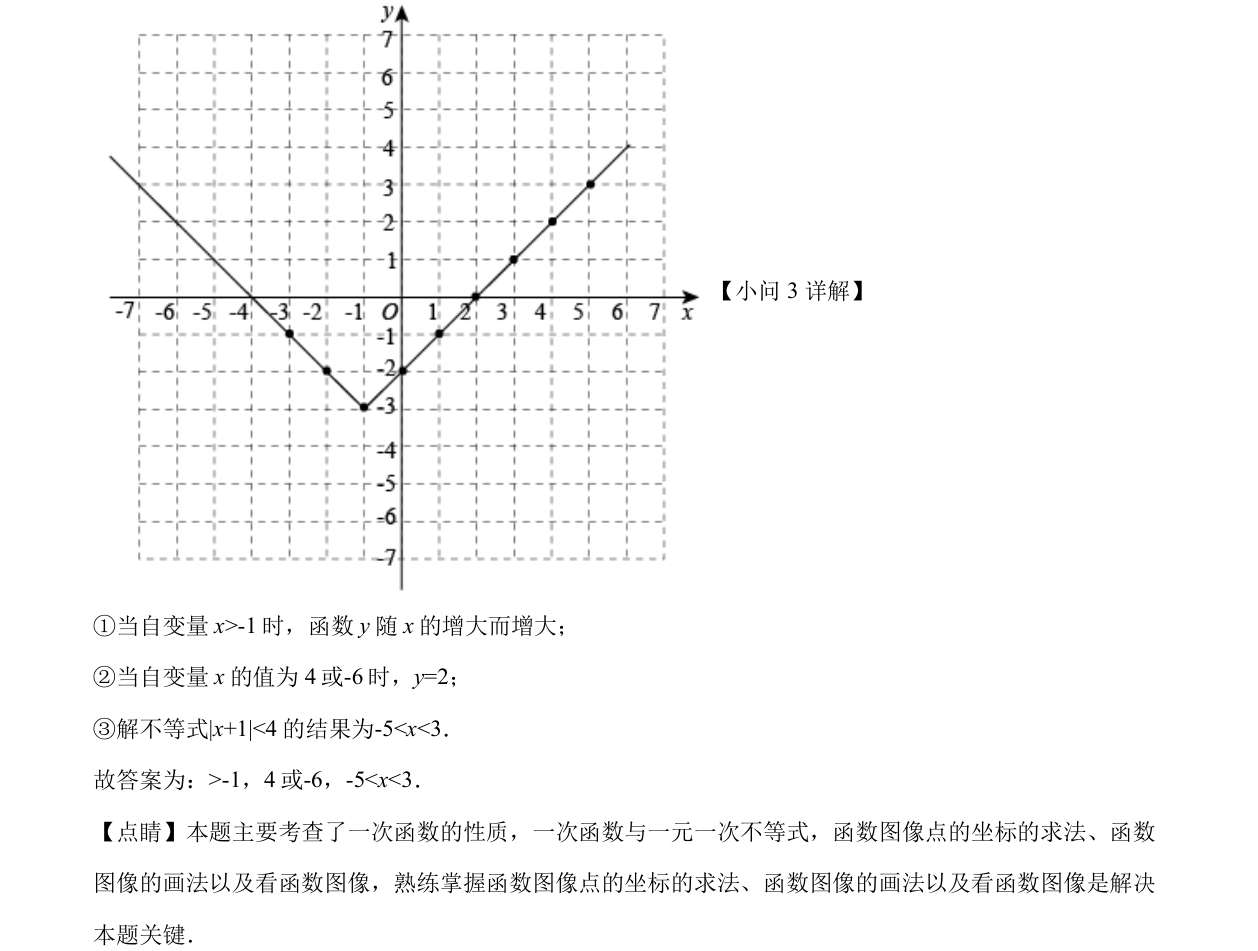 y
7
6
5
4
3
2
1
-7 -6 -5 -4 -3 -2 -1 O 1 2 3 4 5 6 7 x
-1
-2
-3
-4
-5
-6
-7
【小问 3 详解】
①当自变量 x>-1 时，函数 y 随 x 的增大而增大；
②当自变量 x 的值为 4 或-6 时，y=2；
③解不等式|x+1|<4 的结果为-5<x<3．
故答案为：>-1，4 或-6，-5<x<3．
【点睛】本题主要考查了一次函数的性质，一次函数与一元一次不等式，函数图像点的坐标的求法、函数
图像的画法以及看函数图像，熟练掌握函数图像点的坐标的求法、函数图像的画法以及看函数图像是解决
本题关键．